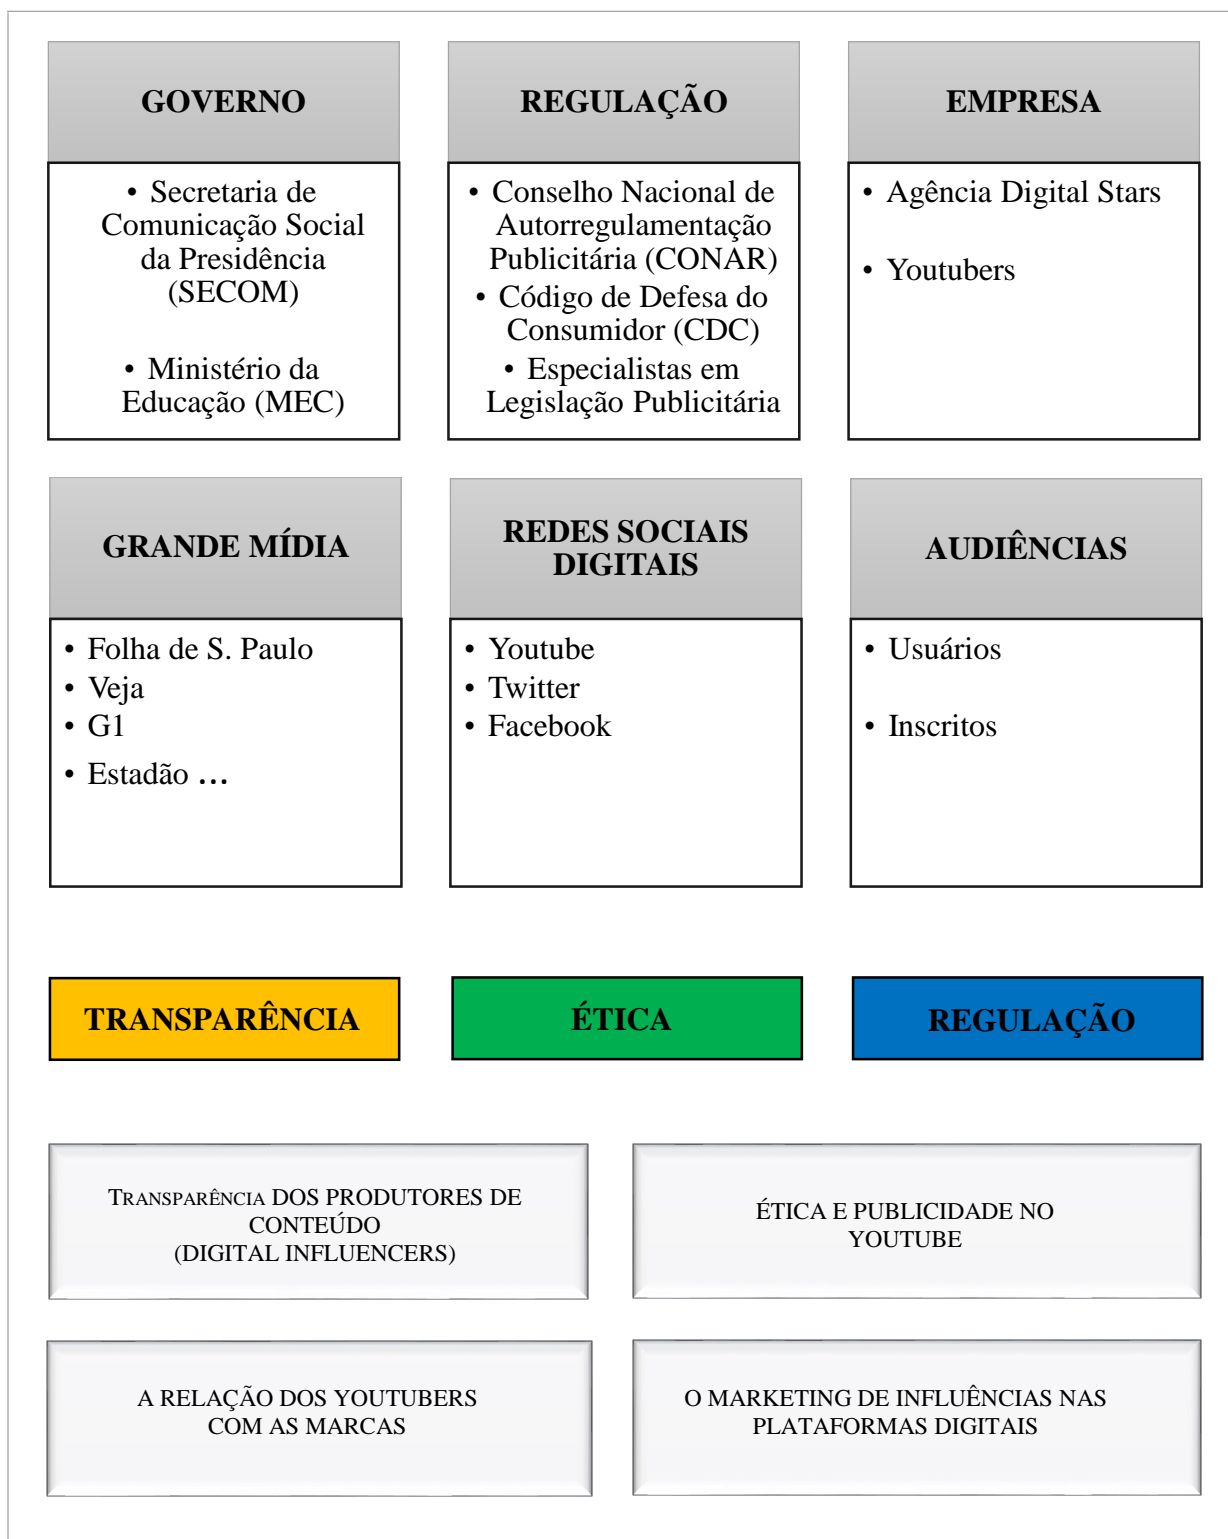 GOVERNO
• Secretaria de
Comunicação Social
da Presidência
(SECOM)
• Ministério da
Educação (MEC)
REGULAÇÃO
• Conselho Nacional de
Autorregulamentação
Publicitária (CONAR)
• Código de Defesa do
Consumidor (CDC)
• Especialistas em
Legislação Publicitária
EMPRESA
• Agência Digital Stars
• Youtubers
GRANDE MÍDIA
• Folha de S. Paulo
• Veja
• G1
• Estadão ...
REDES SOCIAIS
DIGITAIS
• Youtube
• Twitter
• Facebook
AUDIÊNCIAS
• Usuários
• Inscritos
TRANSPARÊNCIA
ÉTICA
REGULAÇÃO
TRANSPARÊNCIA DOS PRODUTORES DE
CONTEÚDO
(DIGITAL INFLUENCERS)
ÉTICA E PUBLICIDADE NO
YOUTUBE
A RELAÇÃO DOS YOUTUBERS
COM AS MARCAS
O MARKETING DE INFLUÊNCIAS NAS
PLATAFORMAS DIGITAIS